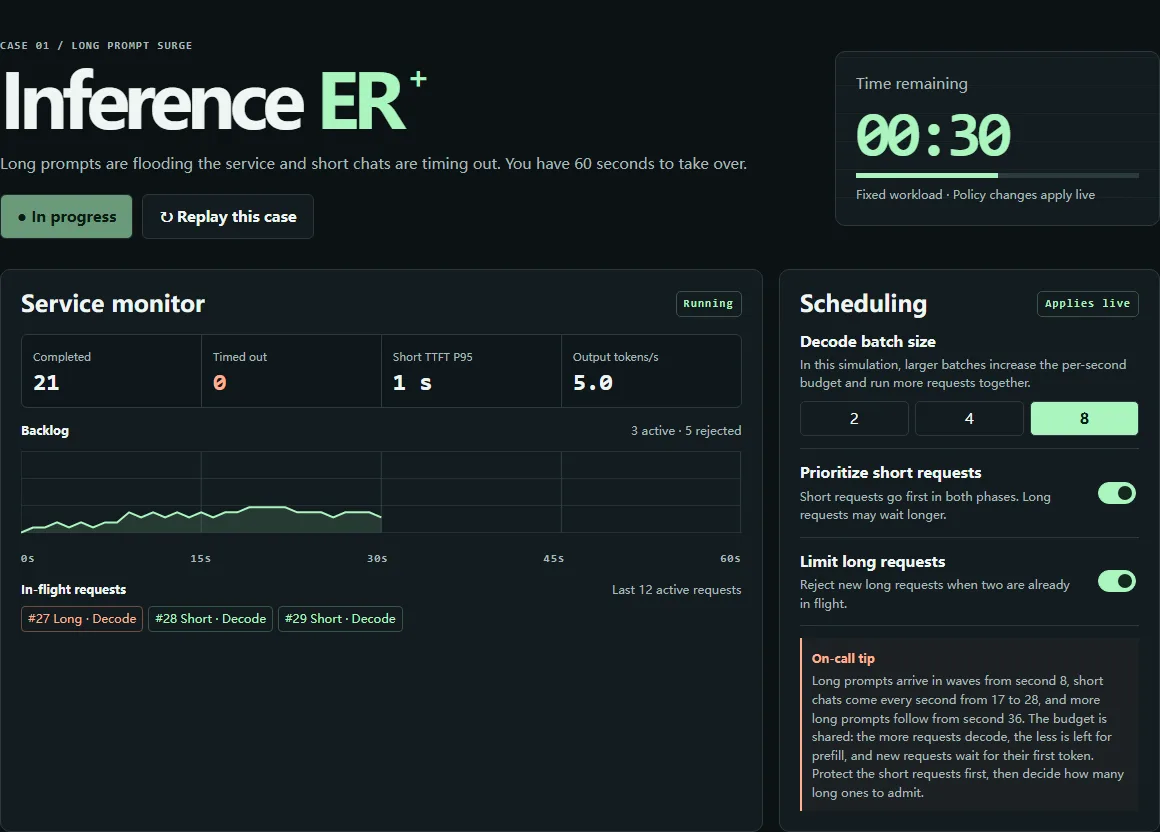 CASE 01 / LONG PROMPT SURGE
Inference ER+
Long prompts are flooding the service and short chats are timing out. You have 60 seconds to take over.
● In progress
↻ Replay this case
Time remaining
00:30
Fixed workload · Policy changes apply live
Service monitor
Running
Completed
21
Timed out
0
Short TTFT P95
1 s
Output tokens/s
5.0
Backlog
3 active · 5 rejected
0s
15s
30s
45s
60s
In-flight requests
Last 12 active requests
#27 Long · Decode
#28 Short · Decode
#29 Short · Decode
Scheduling
Applies live
Decode batch size
In this simulation, larger batches increase the per-second
budget and run more requests together.
2
4
8
Prioritize short requests
Short requests go first in both phases. Long
requests may wait longer.
Limit long requests
Reject new long requests when two are already
in flight.
On-call tip
Long prompts arrive in waves from second 8, short
chats come every second from 17 to 28, and more
long prompts follow from second 36. The budget is
shared: the more requests decode, the less is left for
prefill, and new requests wait for their first token.
Protect the short requests first, then decide how many
long ones to admit.